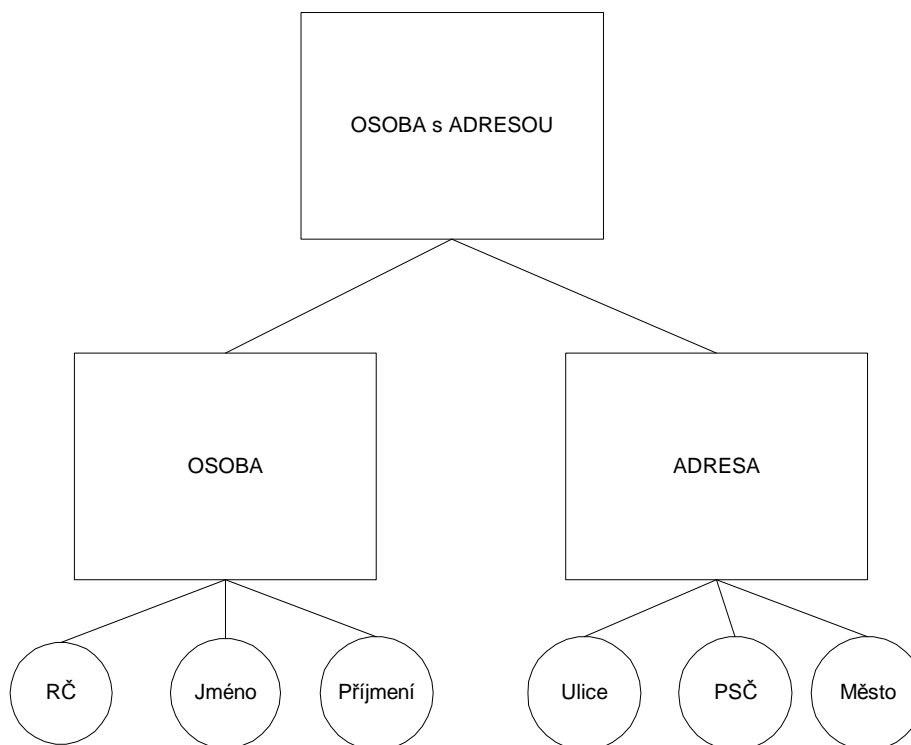 OSOBA s ADRESOU
OSOBA
ADRESA
RČ
Jméno
Příjmení
Ulice
PSČ
Město